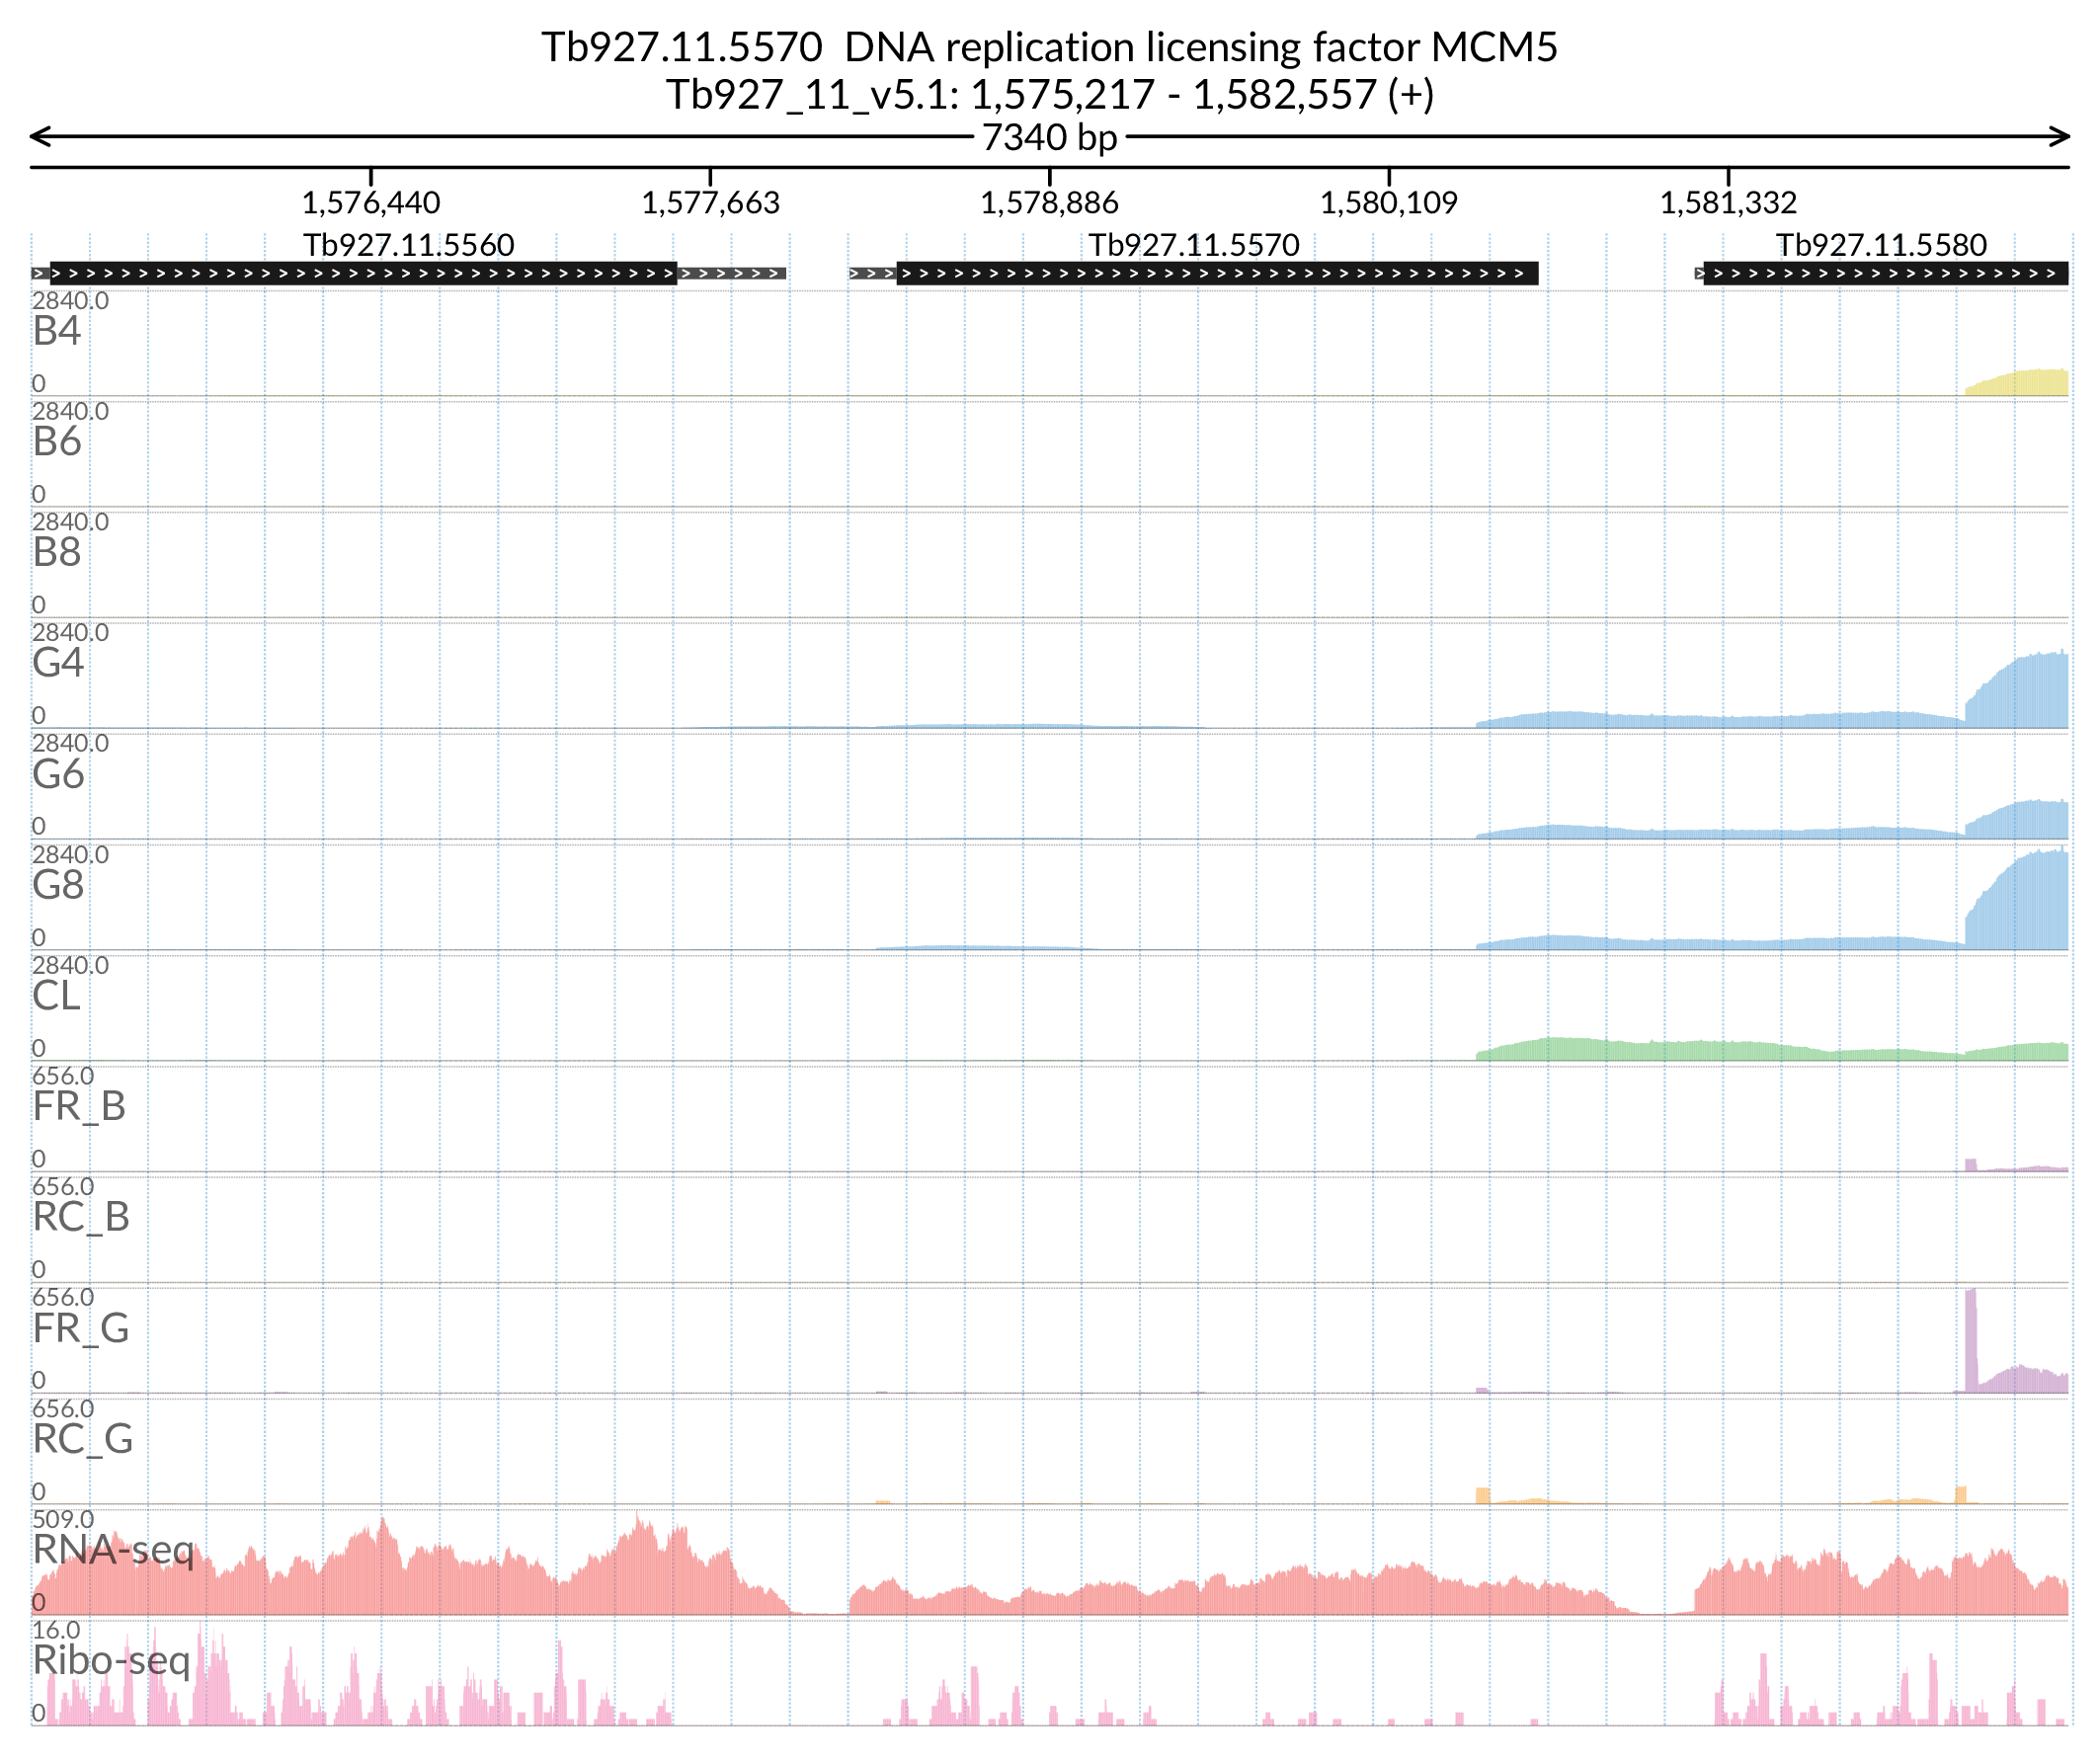 Tb927.11.5570  DNA replication licensing factor MCM5
Tb927_11_v5.1: 1,575,217 - 1,582,557 (+)
7340 bp
1,576,440 1,577,663 1,578,886 1,580,109 1,581,332
Tb927.11.5560 Tb927.11.5570 Tb927.11.5580
2840.0
B4
0
2840.0
B6
0
2840.0
B8
0
2840.0
G4
0
2840.0
G6
0
2840.0
G8
0
2840.0
CL
0
656.0
FR_B
0
656.0
RC_B
0
656.0
FR_G
0
656.0
RC_G
0
509.0
RNA-seq
0
16.0
Ribo-seq
0